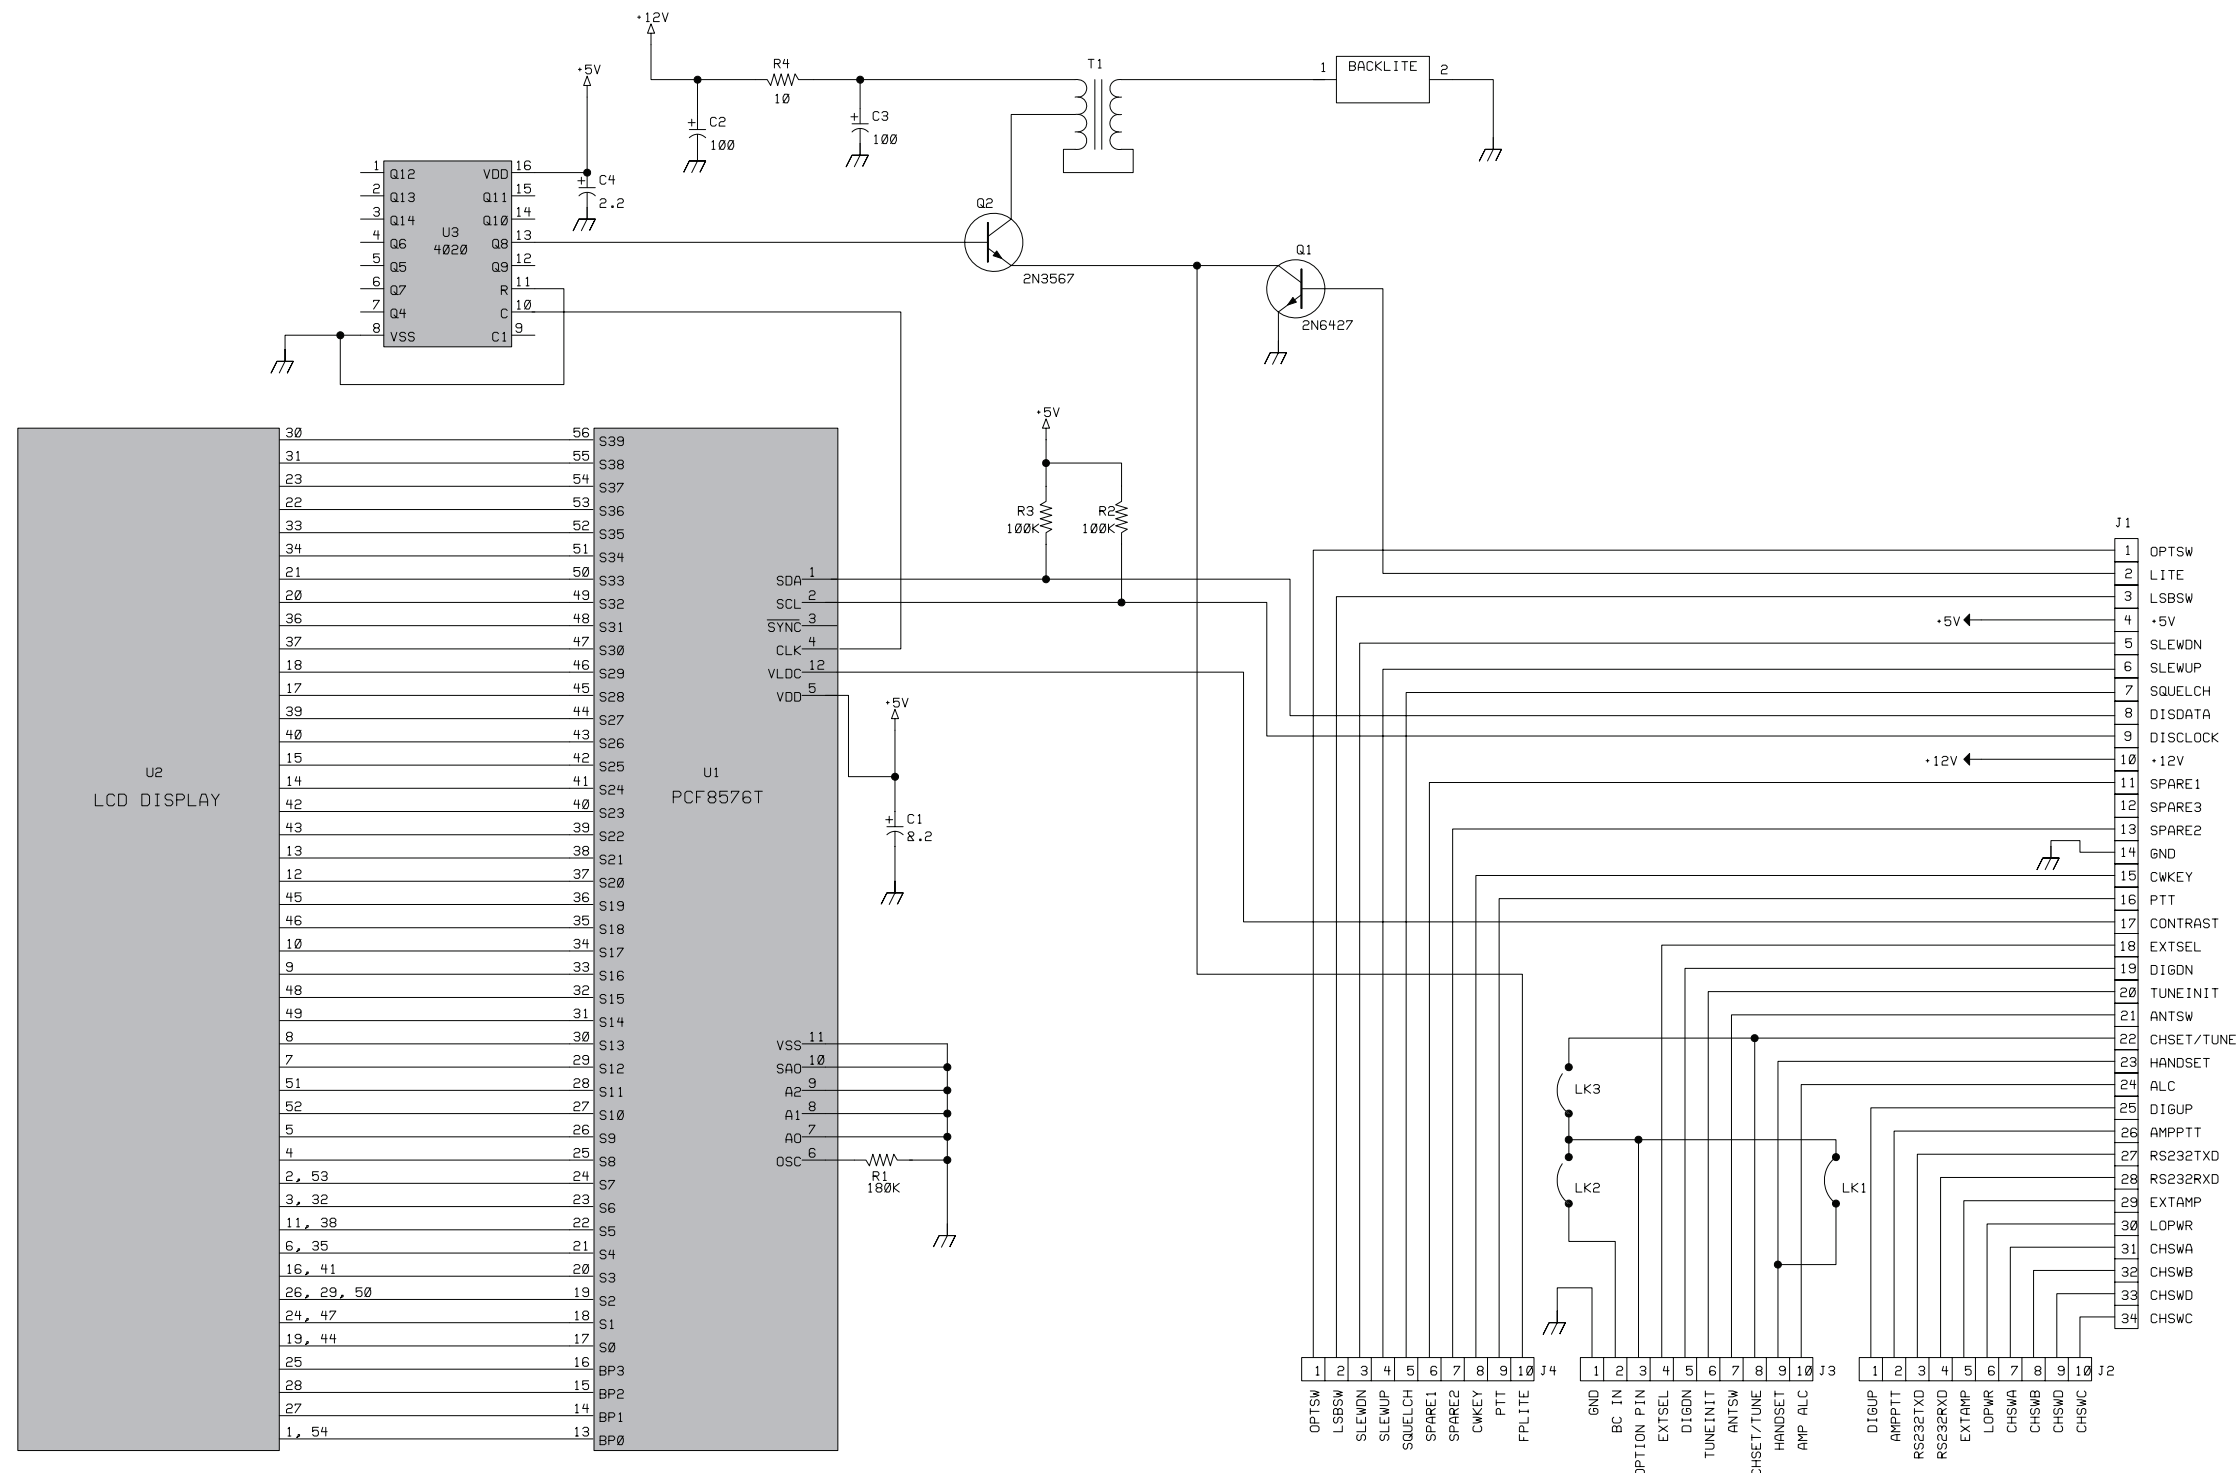 +12V
+5V
R4
10
T1
1 BACKLITE 2
C2
100
C3
100
C4
2.2
1 Q12 VDD 16
2 Q13 Q11 15
3 Q14 Q10 14
4 Q6 Q8 13
5 Q5 Q9 12
6 Q7 R 11
7 Q4 C 10
8 VSS C1 9
U3
4020
Q2
2N3567
Q1
2N6427
+5V
R3
100K
R2
100K
U2
LCD DISPLAY
U1
PCF8576T
30 56 S39
31 55 S38
23 54 S37
22 53 S36
33 52 S35
34 51 S34
21 50 S33
20 49 S32
36 48 S31
37 47 S30
18 46 S29
17 45 S28
39 44 S27
40 43 S26
15 42 S25
14 41 S24
42 40 S23
43 39 S22
13 38 S21
12 37 S20
45 36 S19
46 35 S18
10 34 S17
9 33 S16
48 32 S15
49 31 S14
8 30 S13
7 29 S12
51 28 S11
52 27 S10
5 26 S9
4 25 S8
2, 53 24 S7
3, 32 23 S6
11, 38 22 S5
6, 35 21 S4
16, 41 20 S3
26, 29, 50 19 S2
24, 47 18 S1
19, 44 17 S0
25 16 BP3
28 15 BP2
27 14 BP1
1, 54 13 BP0
SDA 1
SCL 2
SYNC 3
CLK 4
VLDC 12
VDD 5
+5V
C1
8.2
VSS 11
SAO 10
A2 9
A1 8
AO 7
OSC 6
R1
180K
J1
1 OPTSW
2 LITE
3 LSBSW
+5V 4 +5V
5 SLEWDN
6 SLEWUP
7 SQUELCH
8 DISDATA
9 DISCLOCK
+12V 10 +12V
11 SPARE1
12 SPARE3
13 SPARE2
14 GND
15 CWKEY
16 PTT
17 CONTRAST
18 EXTSEL
19 DIGDN
20 TUNEINIT
21 ANTSW
22 CHSET/TUNE
23 HANDSET
24 ALC
25 DIGUP
26 AMPPTT
27 RS232TXD
28 RS232RXD
29 EXTAMP
30 LOPWR
31 CHSWA
32 CHSWB
33 CHSWD
34 CHSWC
LK3
LK2
LK1
1 2 3 4 5 6 7 8 9 10 J4
OPTSW
LSBSW
SLEWDN
SLEWUP
SQUELCH
SPARE1
SPARE2
CWKEY
PTT
FPLITE
1 2 3 4 5 6 7 8 9 10 J3
GND
BC IN
OPTION PIN
EXTSEL
DIGDN
TUNEINIT
ANTSW
CHSET/TUNE
HANDSET
AMP ALC
1 2 3 4 5 6 7 8 9 10 J2
DIGUP
AMPPTT
RS232TXD
RS232RXD
EXTAMP
LOPWR
CHSWA
CHSWB
CHSWD
CHSWC